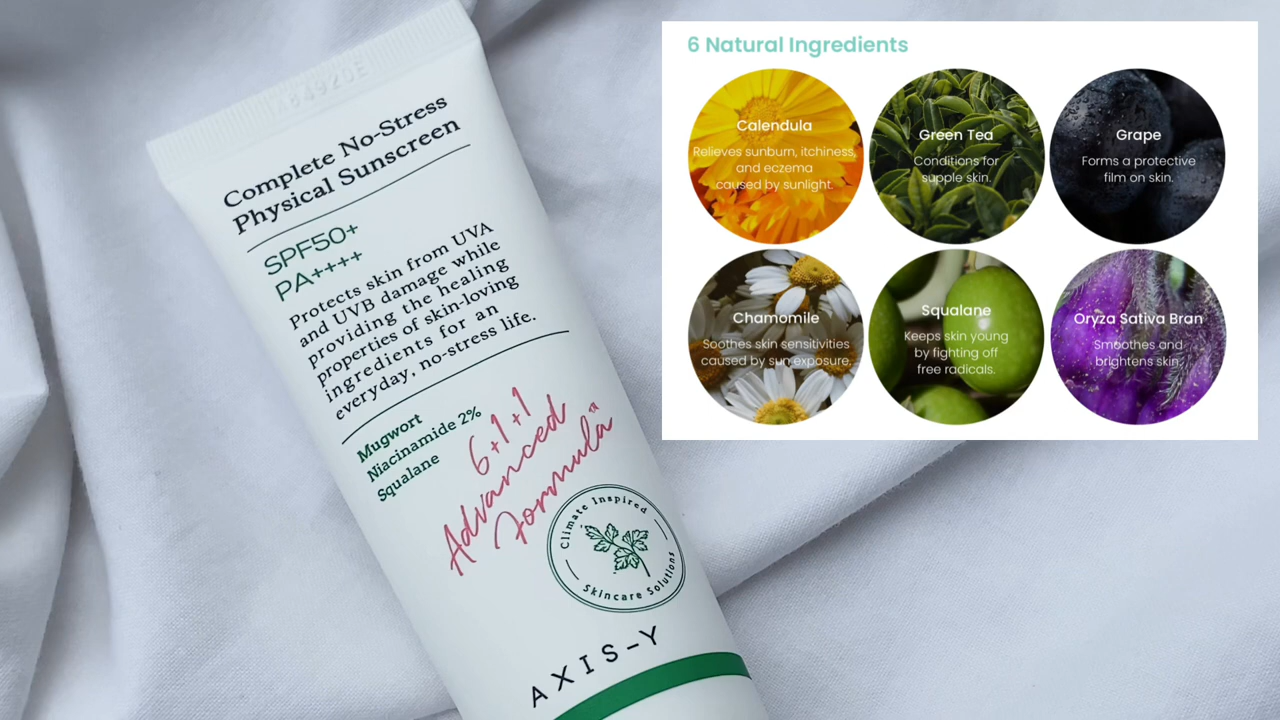 Complete No-Stress
Physical Sunscreen
SPF50+
PA++++
Protects skin from UVA
and UVB damage while
providing the healing
properties of skin-loving
ingredients for an
everyday, no-stress life.
Mugwort
Niacinamide 2%
Squalane
6+1+1
Advanced
Formula™
Climate Inspired
Skincare Solutions
AXIS-Y
6 Natural Ingredients
Calendula
Relieves sunburn, itchiness,
and eczema
caused by sunlight.
Green Tea
Conditions for
supple skin.
Grape
Forms a protective
film on skin.
Chamomile
Soothes skin sensitivities
caused by sun exposure.
Squalane
Keeps skin young
by fighting off
free radicals.
Oryza Sativa Bran
Smoothes and
brightens skin.